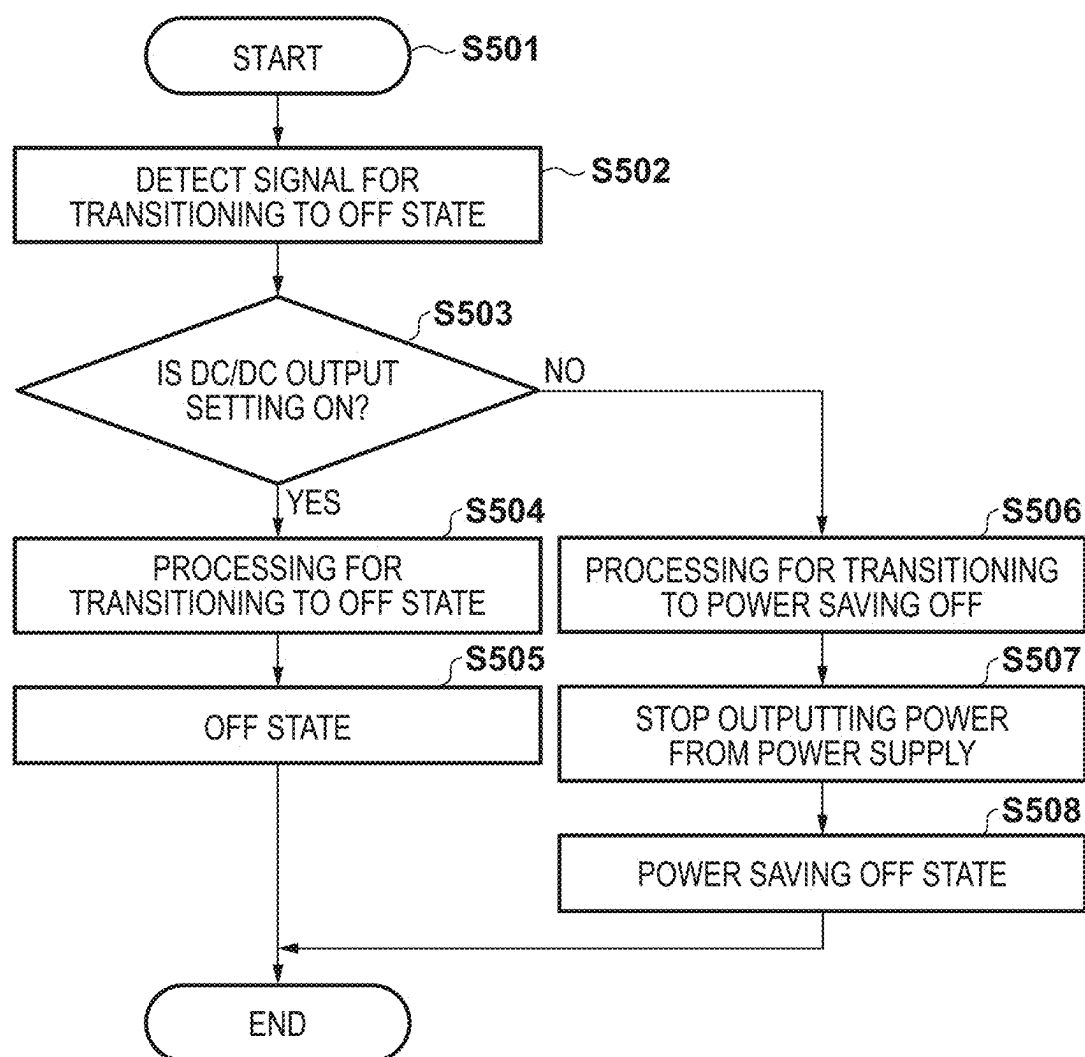 START
S501
DETECT SIGNAL FOR
TRANSITIONING TO OFF STATE
S502
IS DC/DC OUTPUT
SETTING ON?
S503
NO
YES
S504
PROCESSING FOR
TRANSITIONING TO OFF STATE
S505
OFF STATE
S506
PROCESSING FOR TRANSITIONING
TO POWER SAVING OFF
S507
STOP OUTPUTTING POWER
FROM POWER SUPPLY
S508
POWER SAVING OFF STATE
END